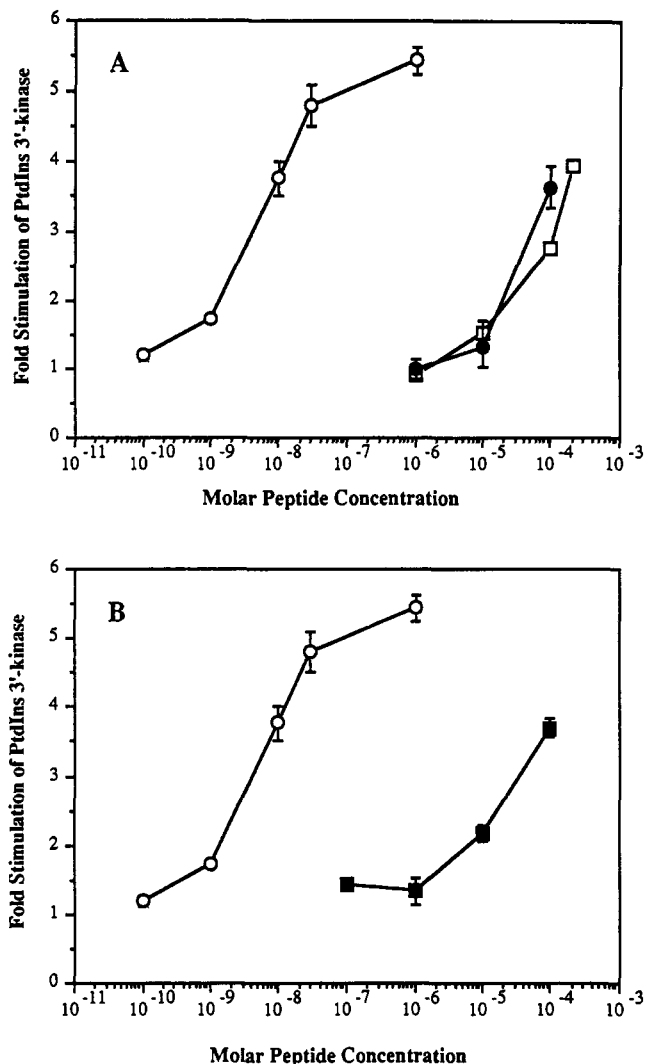 A
Fold Stimulation of PtdIns 3'-kinase
6
5
4
3
2
1
0
10⁻¹¹ 10⁻¹⁰ 10⁻⁹ 10⁻⁸ 10⁻⁷ 10⁻⁶ 10⁻⁵ 10⁻⁴ 10⁻³
Molar Peptide Concentration
B
Fold Stimulation of PtdIns 3'-kinase
6
5
4
3
2
1
0
10⁻¹¹ 10⁻¹⁰ 10⁻⁹ 10⁻⁸ 10⁻⁷ 10⁻⁶ 10⁻⁵ 10⁻⁴ 10⁻³
Molar Peptide Concentration